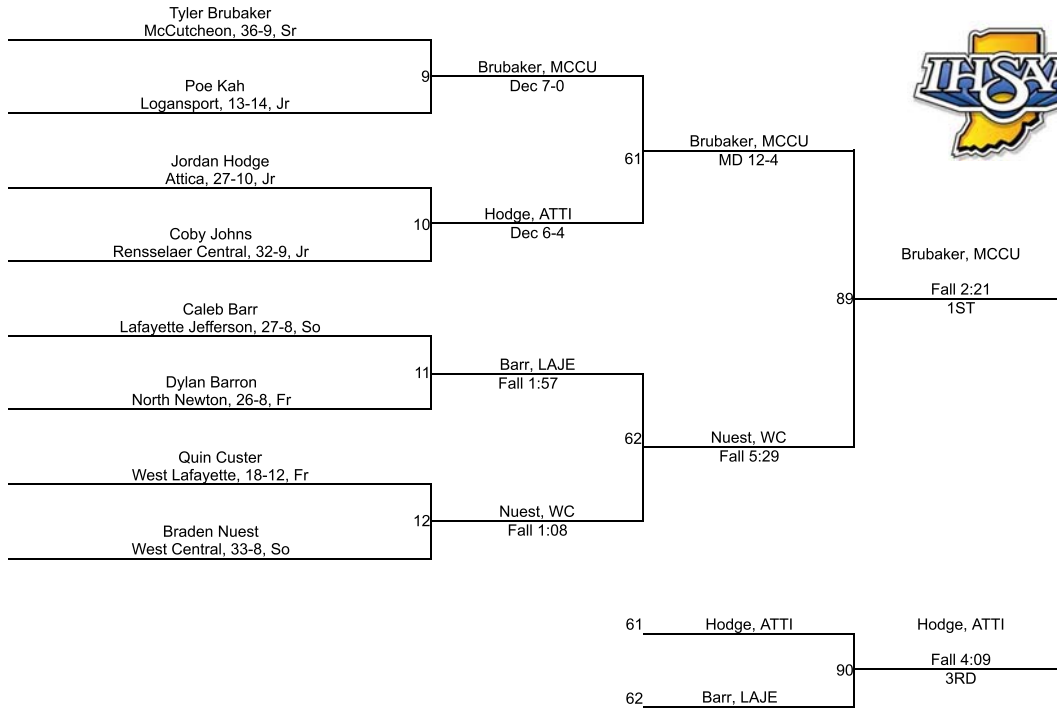 Tyler Brubaker
McCutcheon, 36-9, Sr
Poe Kah
Logansport, 13-14, Jr
9
Brubaker, MCCU
Dec 7-0
Jordan Hodge
Attica, 27-10, Jr
Coby Johns
Rensselaer Central, 32-9, Jr
10
Hodge, ATTI
Dec 6-4
61
Brubaker, MCCU
MD 12-4
Caleb Barr
Lafayette Jefferson, 27-8, So
Dylan Barron
North Newton, 26-8, Fr
11
Barr, LAJE
Fall 1:57
Quin Custer
West Lafayette, 18-12, Fr
Braden Nuest
West Central, 33-8, So
12
Nuest, WC
Fall 1:08
62
Nuest, WC
Fall 5:29
89
Brubaker, MCCU
Fall 2:21
1ST
61
Hodge, ATTI
62
Barr, LAJE
90
Hodge, ATTI
Fall 4:09
3RD
IHSAA